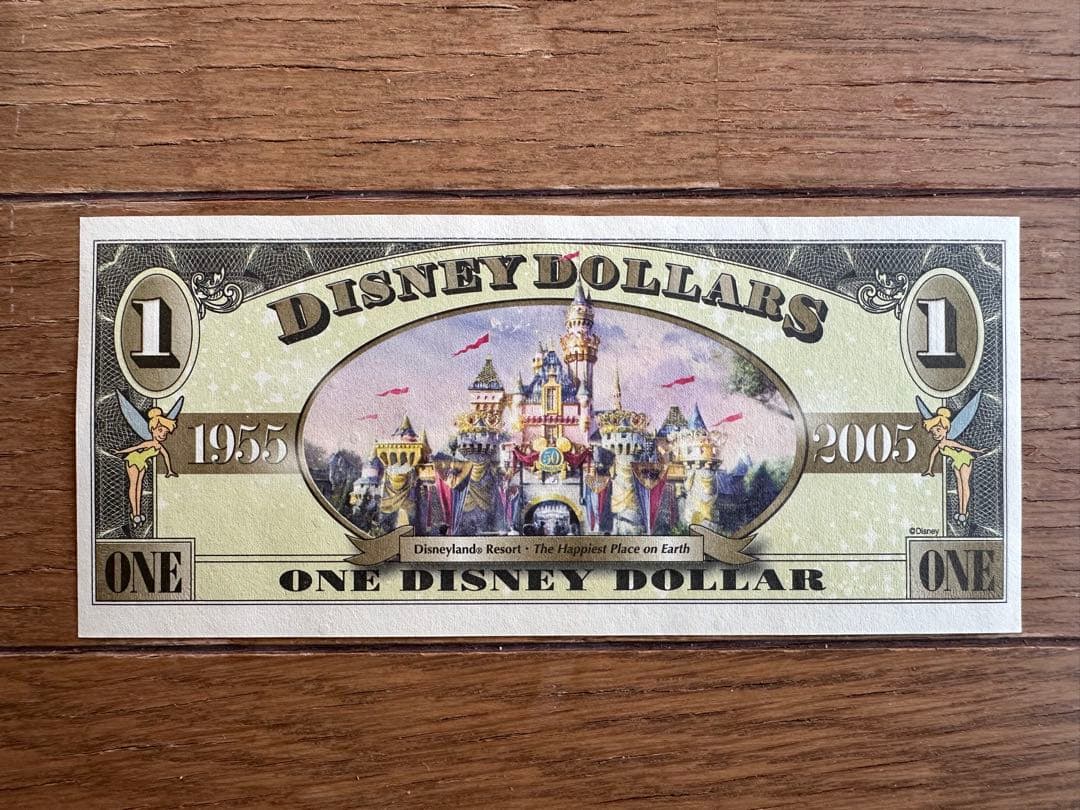 DISNEY DOLLARS
1
1
1955
2005
50
©Disney
Disneyland® Resort · The Happiest Place on Earth
ONE
ONE DISNEY DOLLAR
ONE